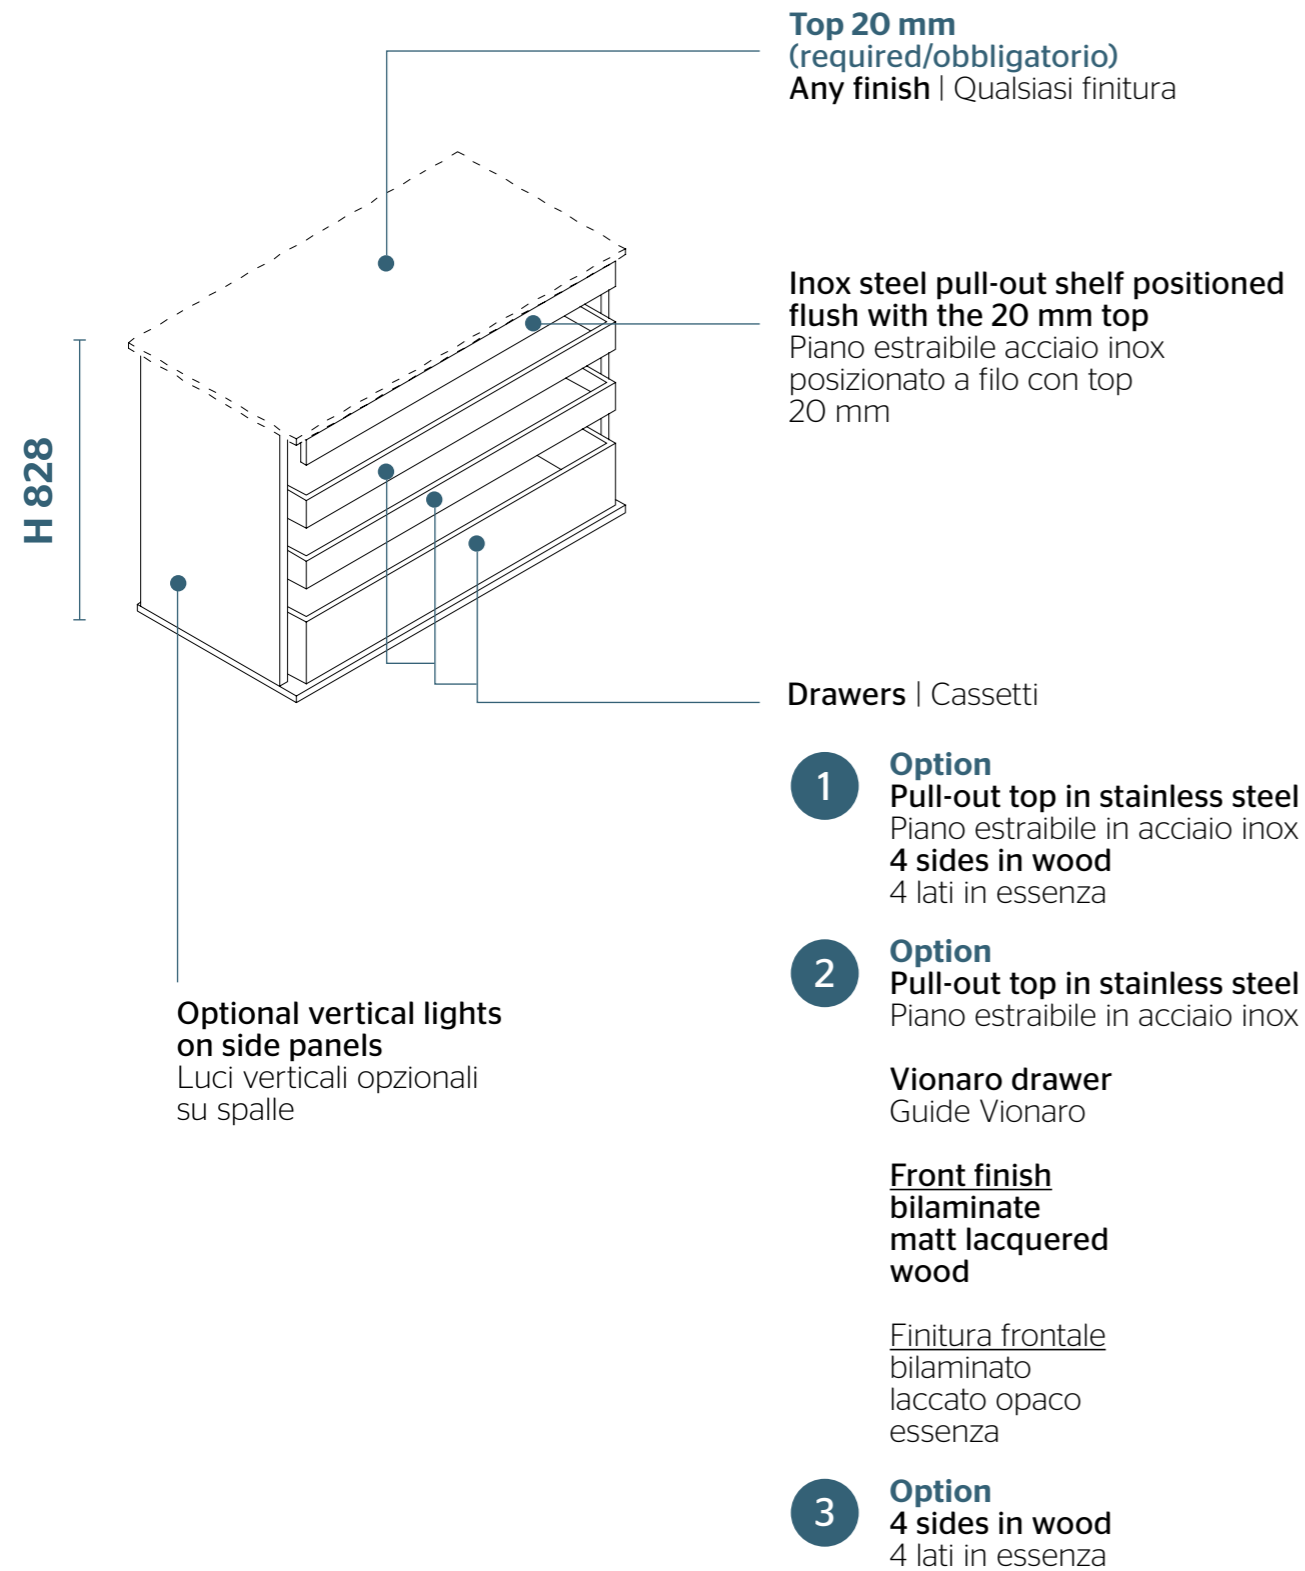 Top 20 mm
(required/obbligatorio)
Any finish | Qualsiasi finitura
Inox steel pull-out shelf positioned
flush with the 20 mm top
Piano estraibile acciaio inox
posizionato a filo con top
20 mm
H 828
Drawers | Cassetti
1
Option
Pull-out top in stainless steel
Piano estraibile in acciaio inox
4 sides in wood
4 lati in essenza
2
Option
Pull-out top in stainless steel
Piano estraibile in acciaio inox
Vionaro drawer
Guide Vionaro
Front finish
bilaminate
matt lacquered
wood
Finitura frontale
bilaminato
laccato opaco
essenza
3
Option
4 sides in wood
4 lati in essenza
Optional vertical lights
on side panels
Luci verticali opzionali
su spalle